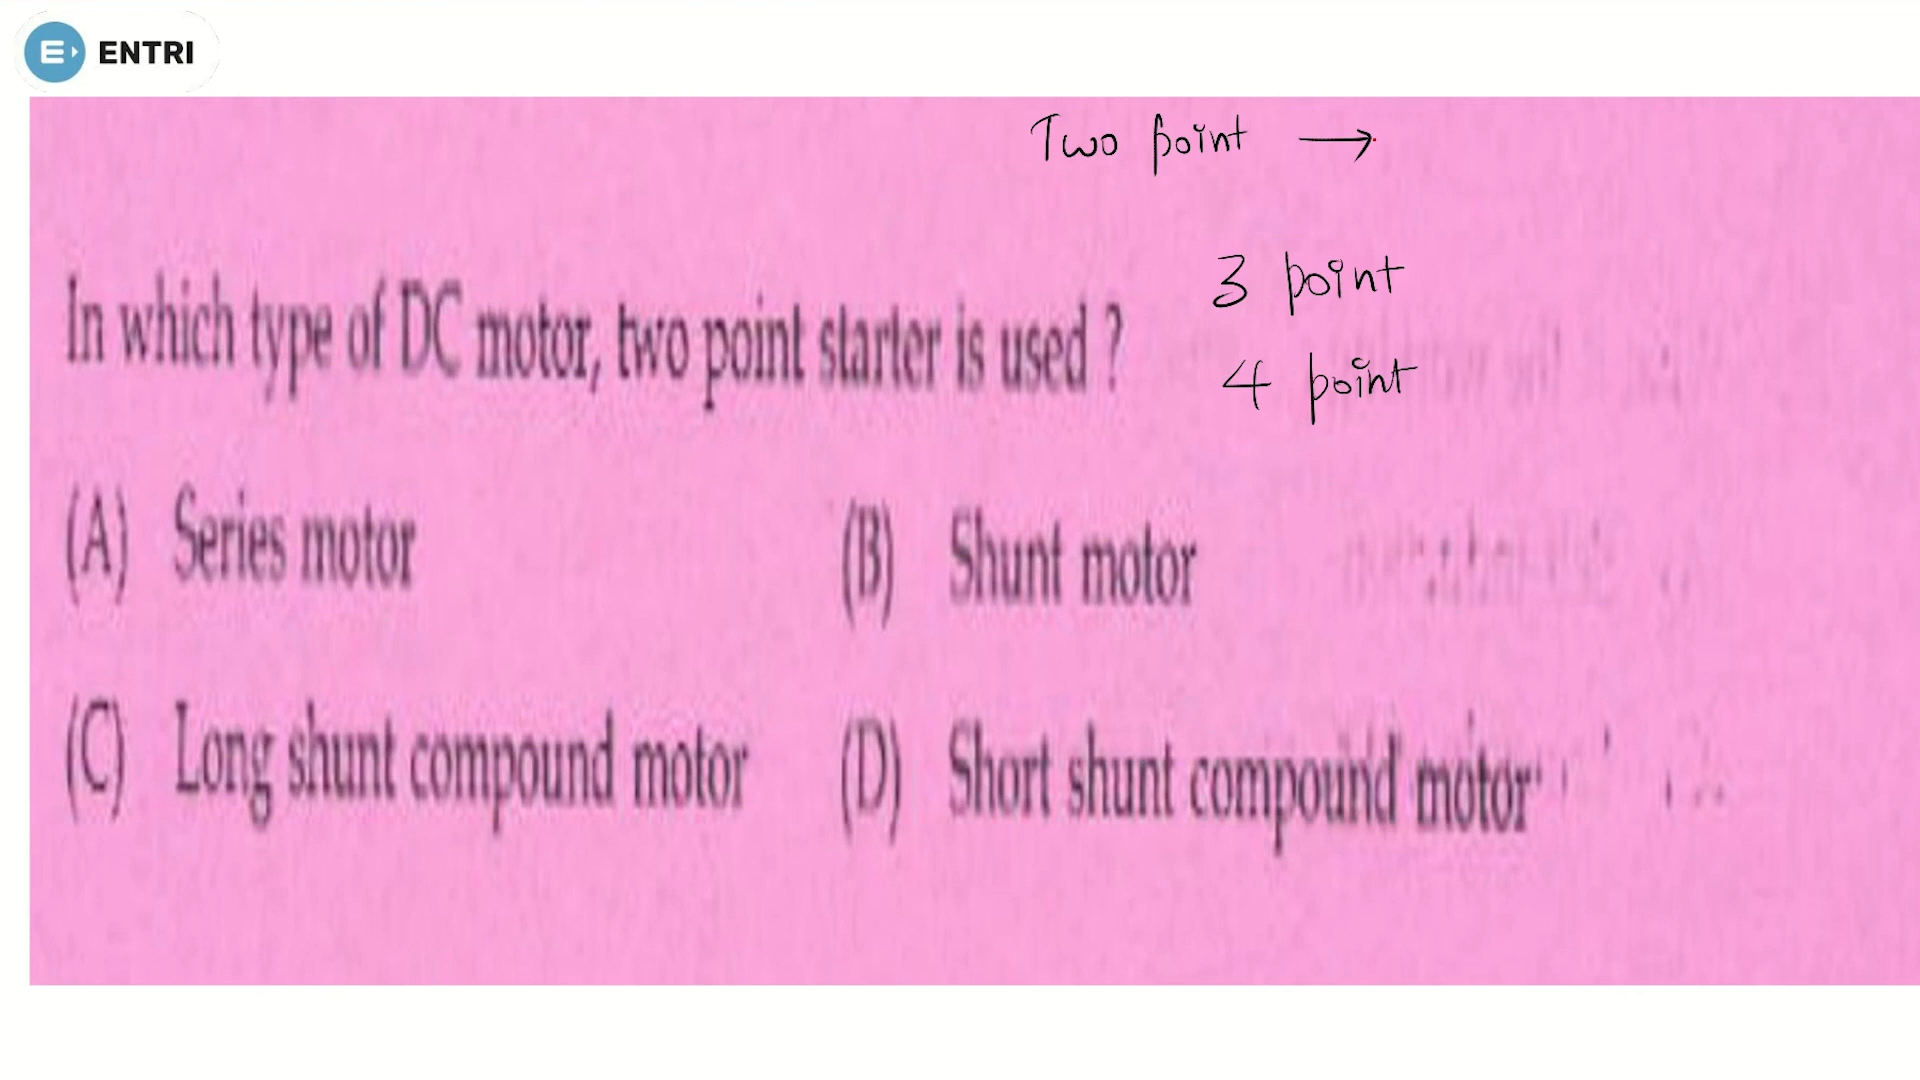 ENTRI
Two point →
3 point
In which type of DC motor, two point starter is used ?
4 point
(A) Series motor
(B) Shunt motor
(C) Long shunt compound motor
(D) Short shunt compound motor